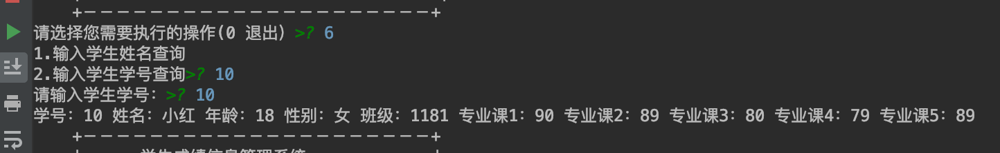 +－－－－－－－－－－－－－－－－－－－－－－+
请选择您需要执行的操作(0 退出) >? 6
1.输入学生姓名查询
2.输入学生学号查询>? 10
请输入学生学号: >? 10
学号: 10 姓名: 小红 年龄: 18 性别: 女 班级: 1181 专业课1: 90 专业课2: 89 专业课3: 80 专业课4: 79 专业课5: 89
+－－－－－－－－－－－－－－－－－－－－－－+
学生成绩信息管理系统